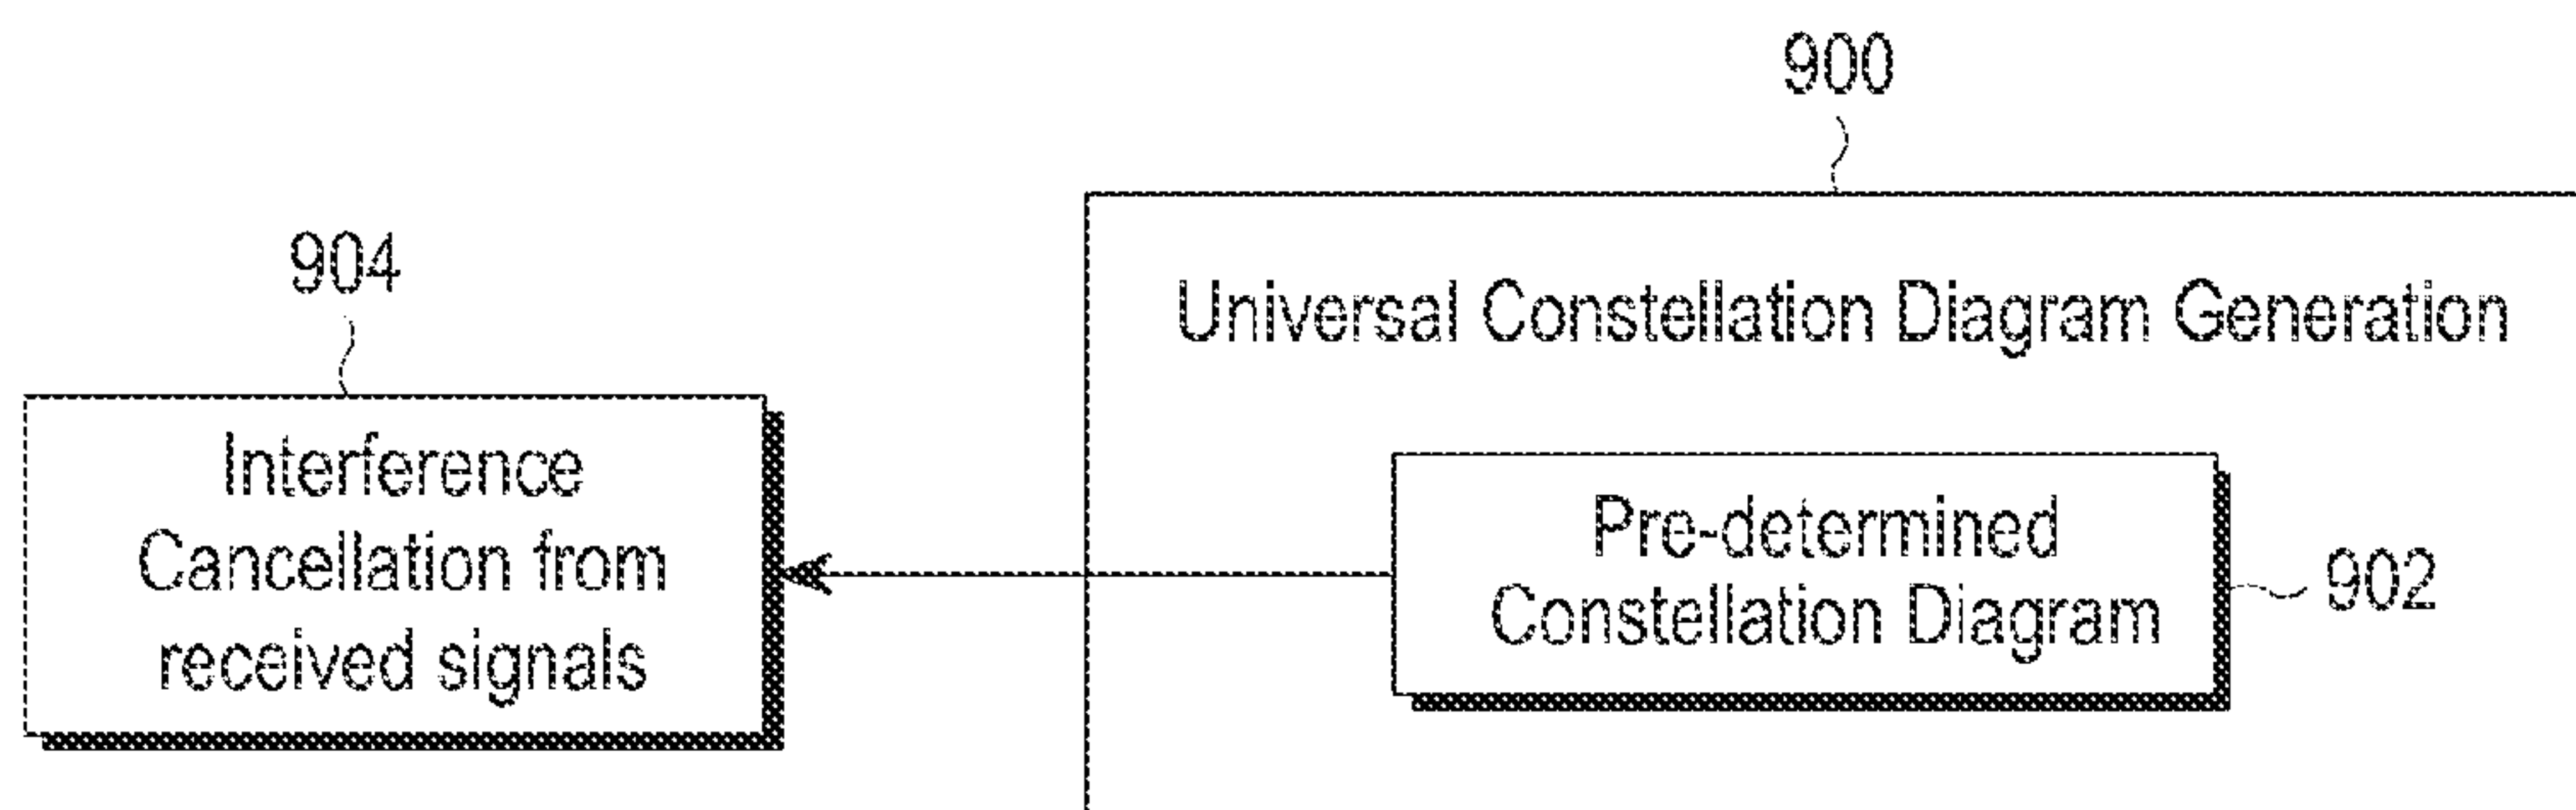 900
904
Universal Constellation Diagram Generation
Interference
Cancellation from
received signals
Pre-determined
Constellation Diagram
902